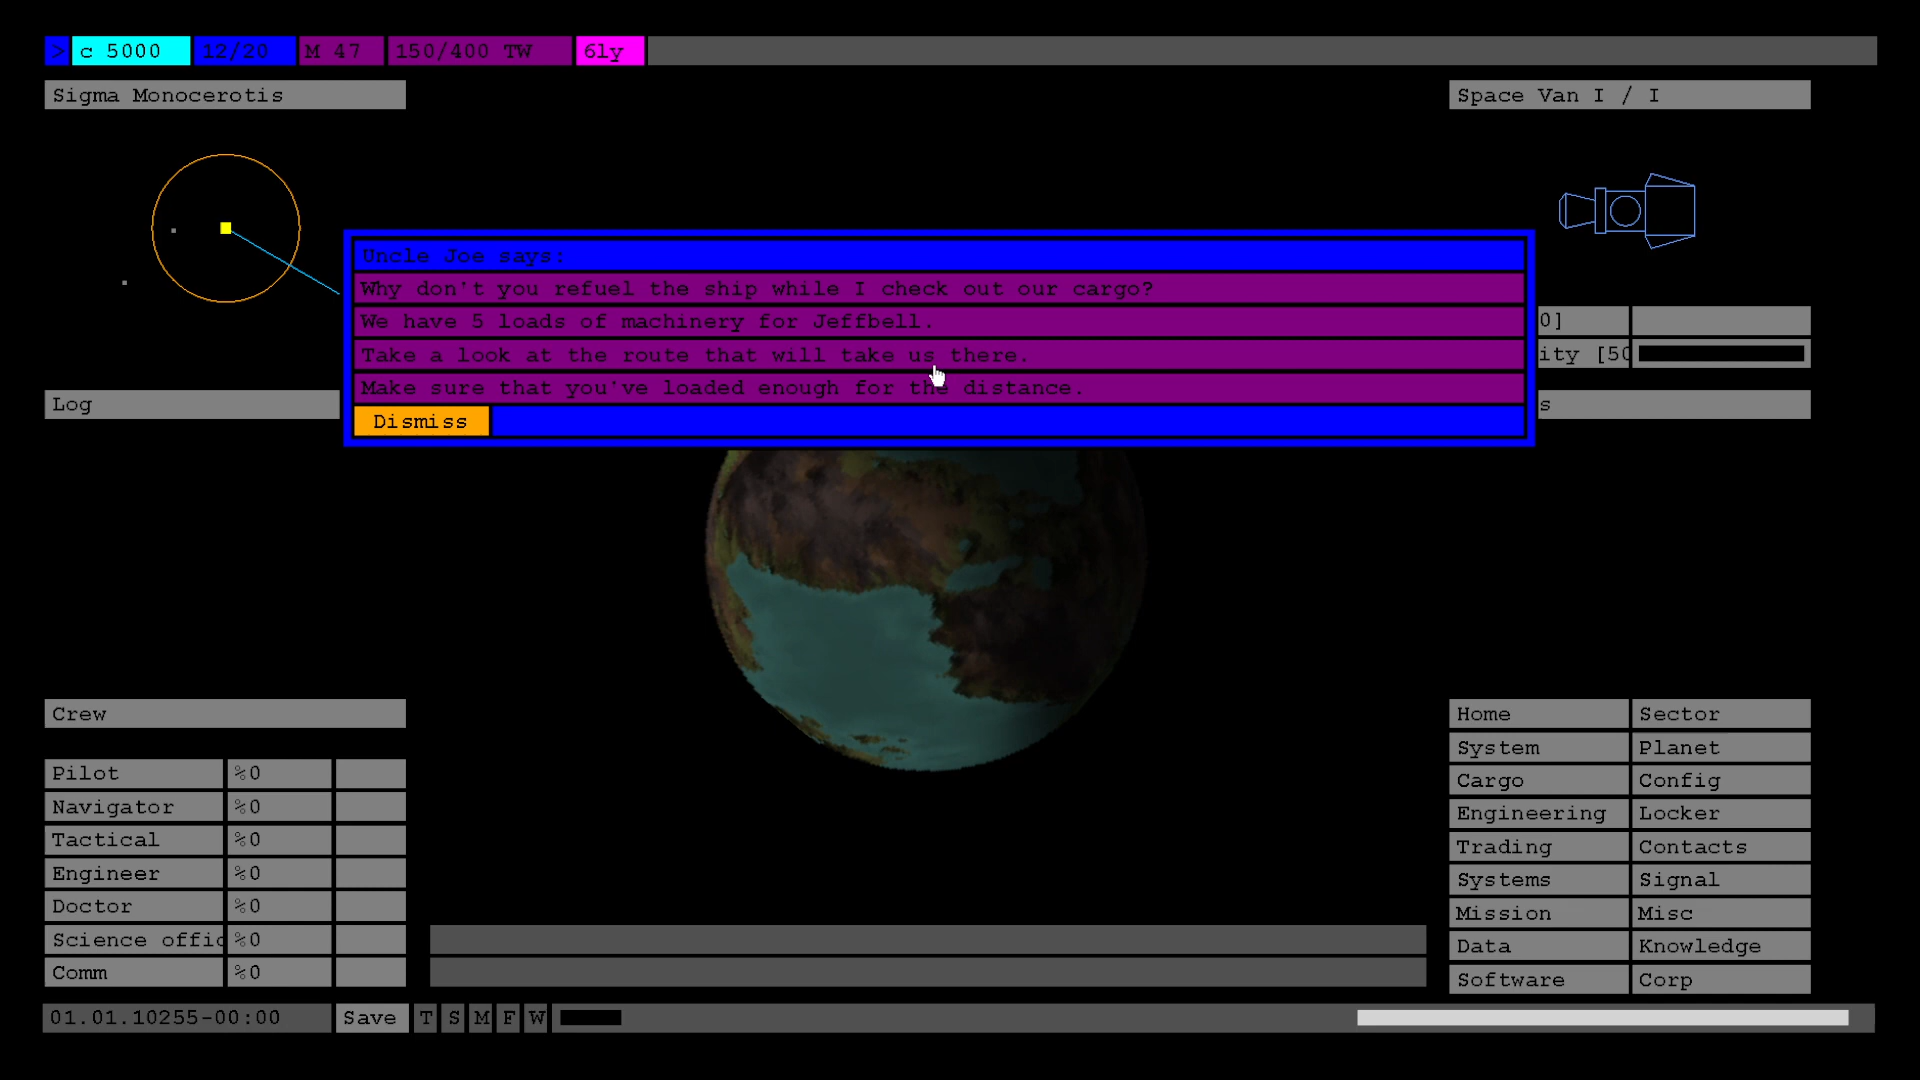 > c 5000 12/20 M 47 150/400 TW 6ly
Sigma Monocerotis
Space Van I / I
Uncle Joe says:
Why don't you refuel the ship while I check out our cargo?
We have 5 loads of machinery for Jeffbell.
Take a look at the route that will take us there.
Make sure that you've loaded enough for the distance.
Dismiss
0]
ity [50
Log
s
Crew
Pilot %0
Navigator %0
Tactical %0
Engineer %0
Doctor %0
Science offic %0
Comm %0
Home Sector
System Planet
Cargo Config
Engineering Locker
Trading Contacts
Systems Signal
Mission Misc
Data Knowledge
Software Corp
01.01.10255-00:00 Save T S M F W